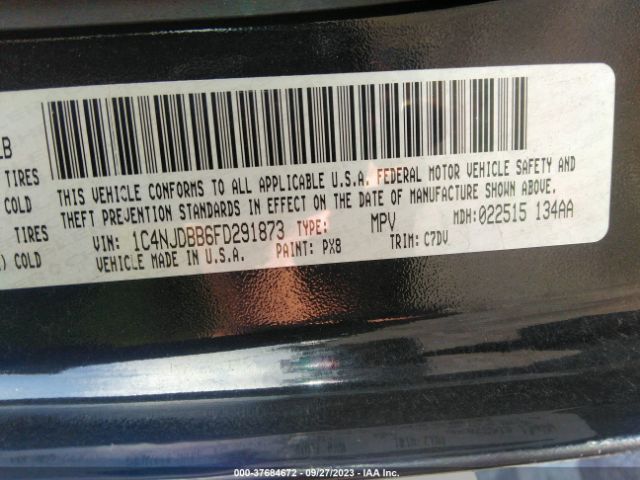 LB
TIRES
COLD
TIRES
) COLD
THIS VEHICLE CONFORMS TO ALL APPLICABLE U.S.A. FEDERAL MOTOR VEHICLE SAFETY AND
THEFT PREVENTION STANDARDS IN EFFECT ON THE DATE OF MANUFACTURE SHOWN ABOVE.
VIN: 1C4NJDBB6FD291873 TYPE: MPV MDH:022515 134AA
VEHICLE MADE IN U.S.A. PAINT: PX8 TRIM: C7DV
000-37684672 - 09/27/2023 - IAA Inc.